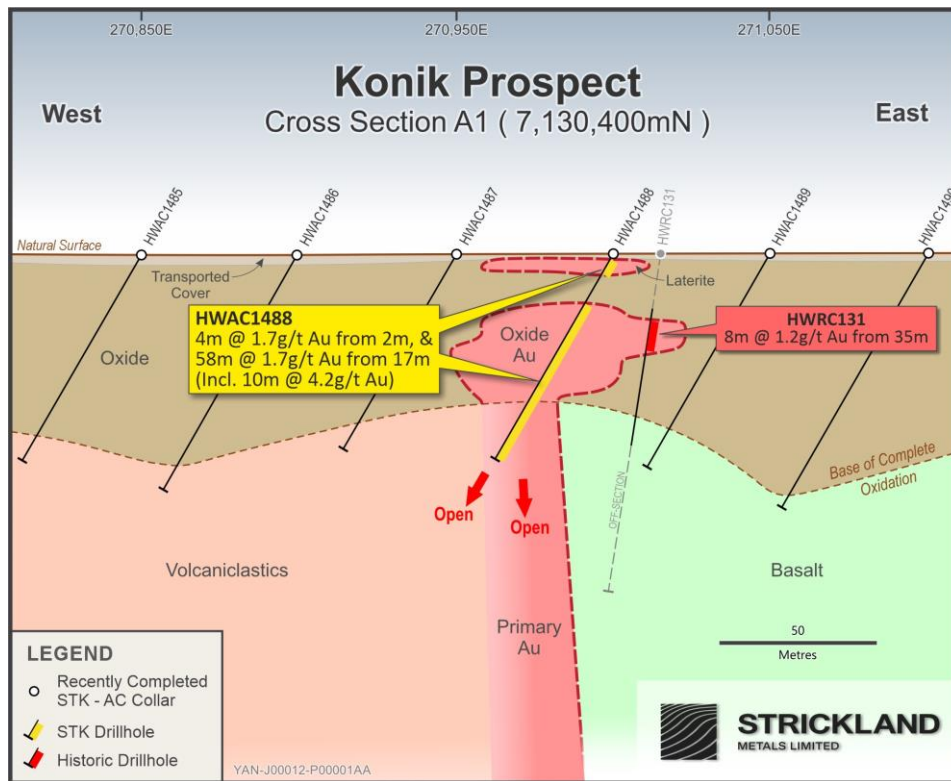 270,850E
270,950E
271,050E
Konik Prospect
West
Cross Section A1 ( 7,130,400mN )
East
HWAC1485
HWAC1486
HWAC1487
HWAC1488
HWRC131
HWAC1489
Natural Surface
Transported
Cover
Laterite
HWAC1488
4m @ 1.7g/t Au from 2m, &
58m @ 1.7g/t Au from 17m
(Incl. 10m @ 4.2g/t Au)
Oxide
Au
HWRC131
8m @ 1.2g/t Au from 35m
Oxide
Base of Complete
Oxidation
Open
Open
OFF-SECTION
Volcaniclastics
Basalt
Primary
Au
50
Metres
LEGEND
Recently Completed
STK - AC Collar
STK Drillhole
Historic Drillhole
YAN-J00012-P00001AA
STRICKLAND
METALS LIMITED